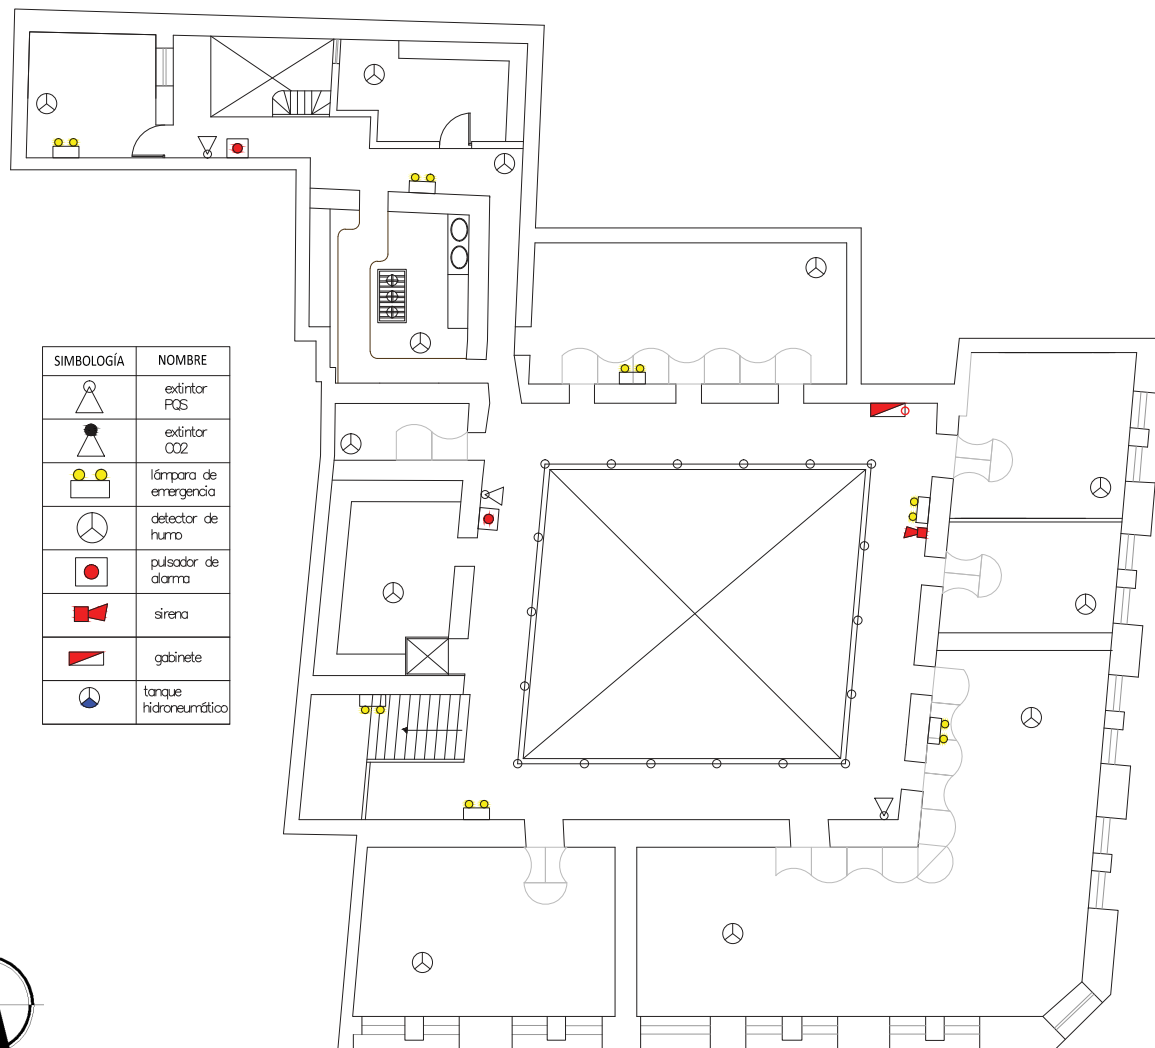 SIMBOLOGÍA NOMBRE
extintor
PQS
extintor
CO2
lámpara de
emergencia
detector de
humo
pulsador de
alarma
sirena
gabinete
tanque
hidroneumático